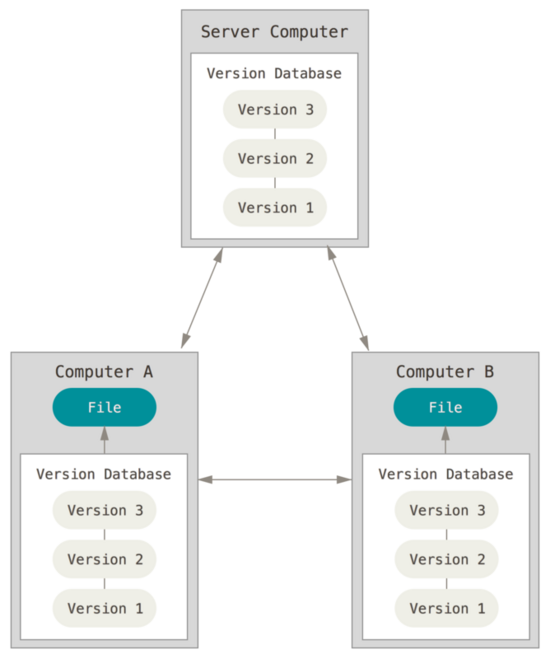 Server Computer
Version Database
Version 3
Version 2
Version 1
Computer A
File
Version Database
Version 3
Version 2
Version 1
Computer B
File
Version Database
Version 3
Version 2
Version 1